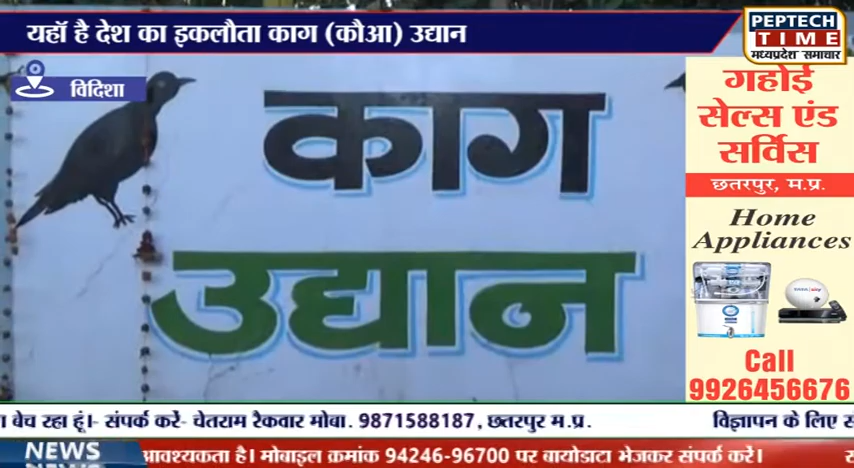 यहाँ है देश का इकलौता काग (कौआ) उद्यान
PEPTECH
TIME
मध्यप्रदेश समाचार
विदिशा
काग
उद्यान
गहोई
सेल्स एंड
सर्विस
छतरपुर, म.प्र.
Home
Appliances
Call
9926456676
बेच रहा हूं।- संपर्क करें- चेतराम रैकवार मोबा. 9871588187, छतरपुर म.प्र. विज्ञापन के लिए
NEWS
आवश्यकता है। मोबाइल क्रमांक 94246-96700 पर बायोडाटा भेजकर संपर्क करें।